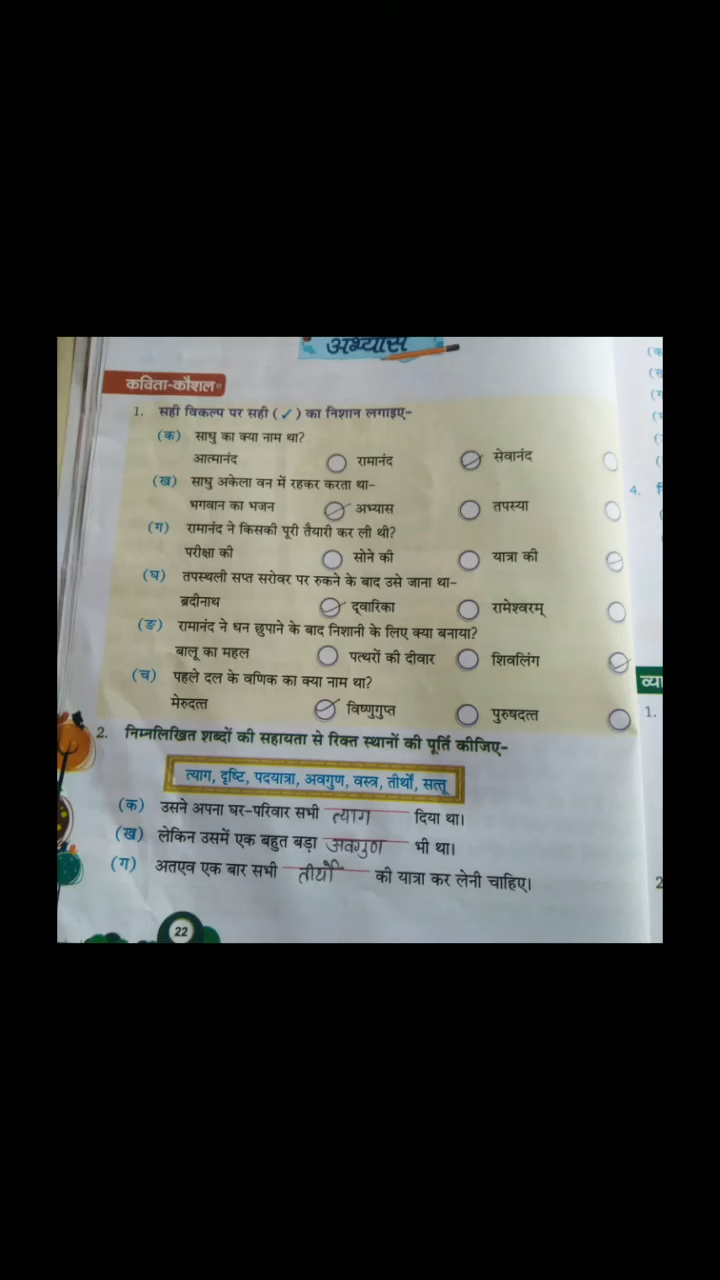 अभ्यास
कविता-कौशल
1. सही विकल्प पर सही (✓) का निशान लगाइए-
(क) साधु का क्या नाम था?
आत्मानंद रामानंद सेवानंद
(ख) साधु अकेला वन में रहकर करता था-
भगवान का भजन अभ्यास तपस्या
(ग) रामानंद ने किसकी पूरी तैयारी कर ली थी?
परीक्षा की सोने की यात्रा की
(घ) तपस्थली सप्त सरोवर पर रुकने के बाद उसे जाना था-
ब्रदीनाथ द्वारिका रामेश्वरम्
(ङ) रामानंद ने धन छुपाने के बाद निशानी के लिए क्या बनाया?
बालू का महल पत्थरों की दीवार शिवलिंग
(च) पहले दल के वणिक का क्या नाम था?
मेरुदत्त विष्णुगुप्त पुरुषदत्त
2. निम्नलिखित शब्दों की सहायता से रिक्त स्थानों की पूर्ति कीजिए-
त्याग, दृष्टि, पदयात्रा, अवगुण, वस्त्र, तीर्थों, सत्तू
(क) उसने अपना घर-परिवार सभी त्याग दिया था।
(ख) लेकिन उसमें एक बहुत बड़ा अवगुण भी था।
(ग) अतएव एक बार सभी तीर्थों की यात्रा कर लेनी चाहिए।
22
4.
व्या
1.
2